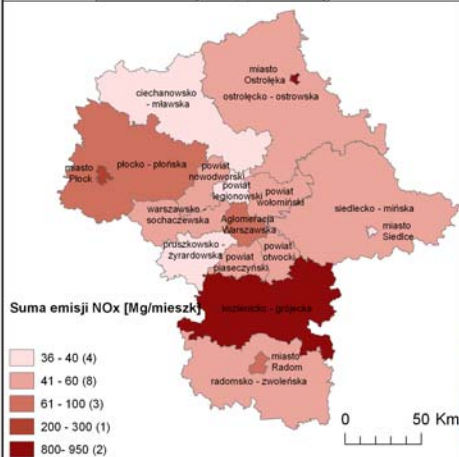 miasto
Ostrołęka
ciechanowsko
- mławska
ostrołęcko - ostrowska
miasto
Płock
płocko - płońska
powiat
nowodworski
powiat
legionowski
powiat
wołomiński
siedlecko - mińska
warszawsko -
sochaczewska
Aglomeracja
Warszawska
miasto
Siedlce
pruszkowsko -
żyrardowska
powiat
piaseczyński
powiat
otwocki
Suma emisji NOx [Mg/mieszk]
kozienicko - grójecka
36 - 40 (4)
41 - 60 (8)
61 - 100 (3)
200 - 300 (1)
800- 950 (2)
miasto
Radom
radomsko - zwoleńska
0 50 Km